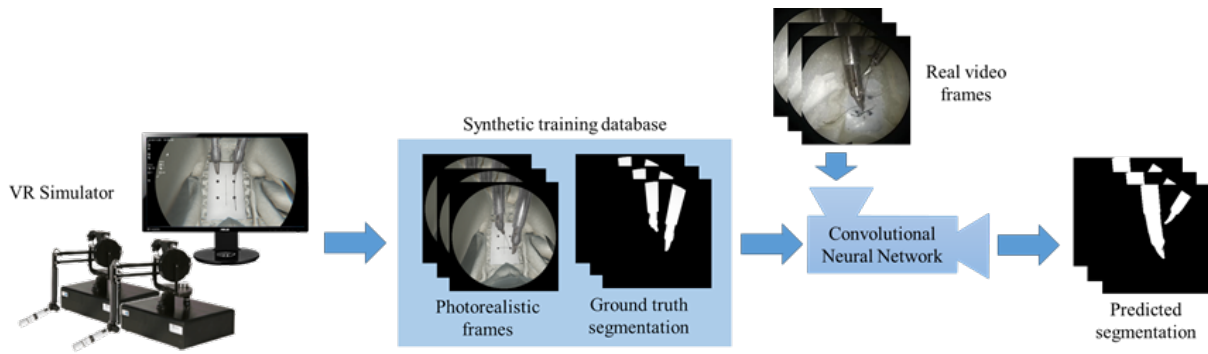 VR Simulator
Synthetic training database
Photorealistic
frames
Ground truth
segmentation
Real video
frames
Convolutional
Neural Network
Predicted
segmentation